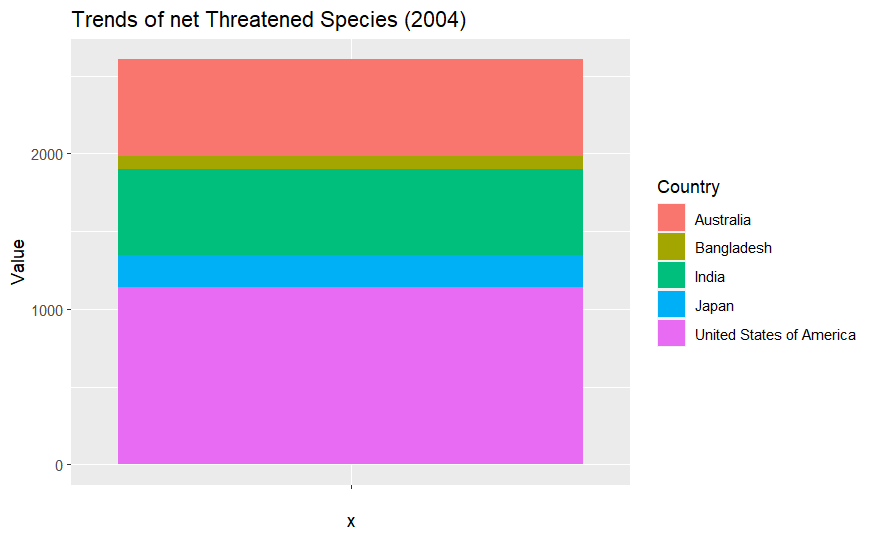 Trends of net Threatened Species (2004)
2000
1000
0
Value
x
Country
Australia
Bangladesh
India
Japan
United States of America